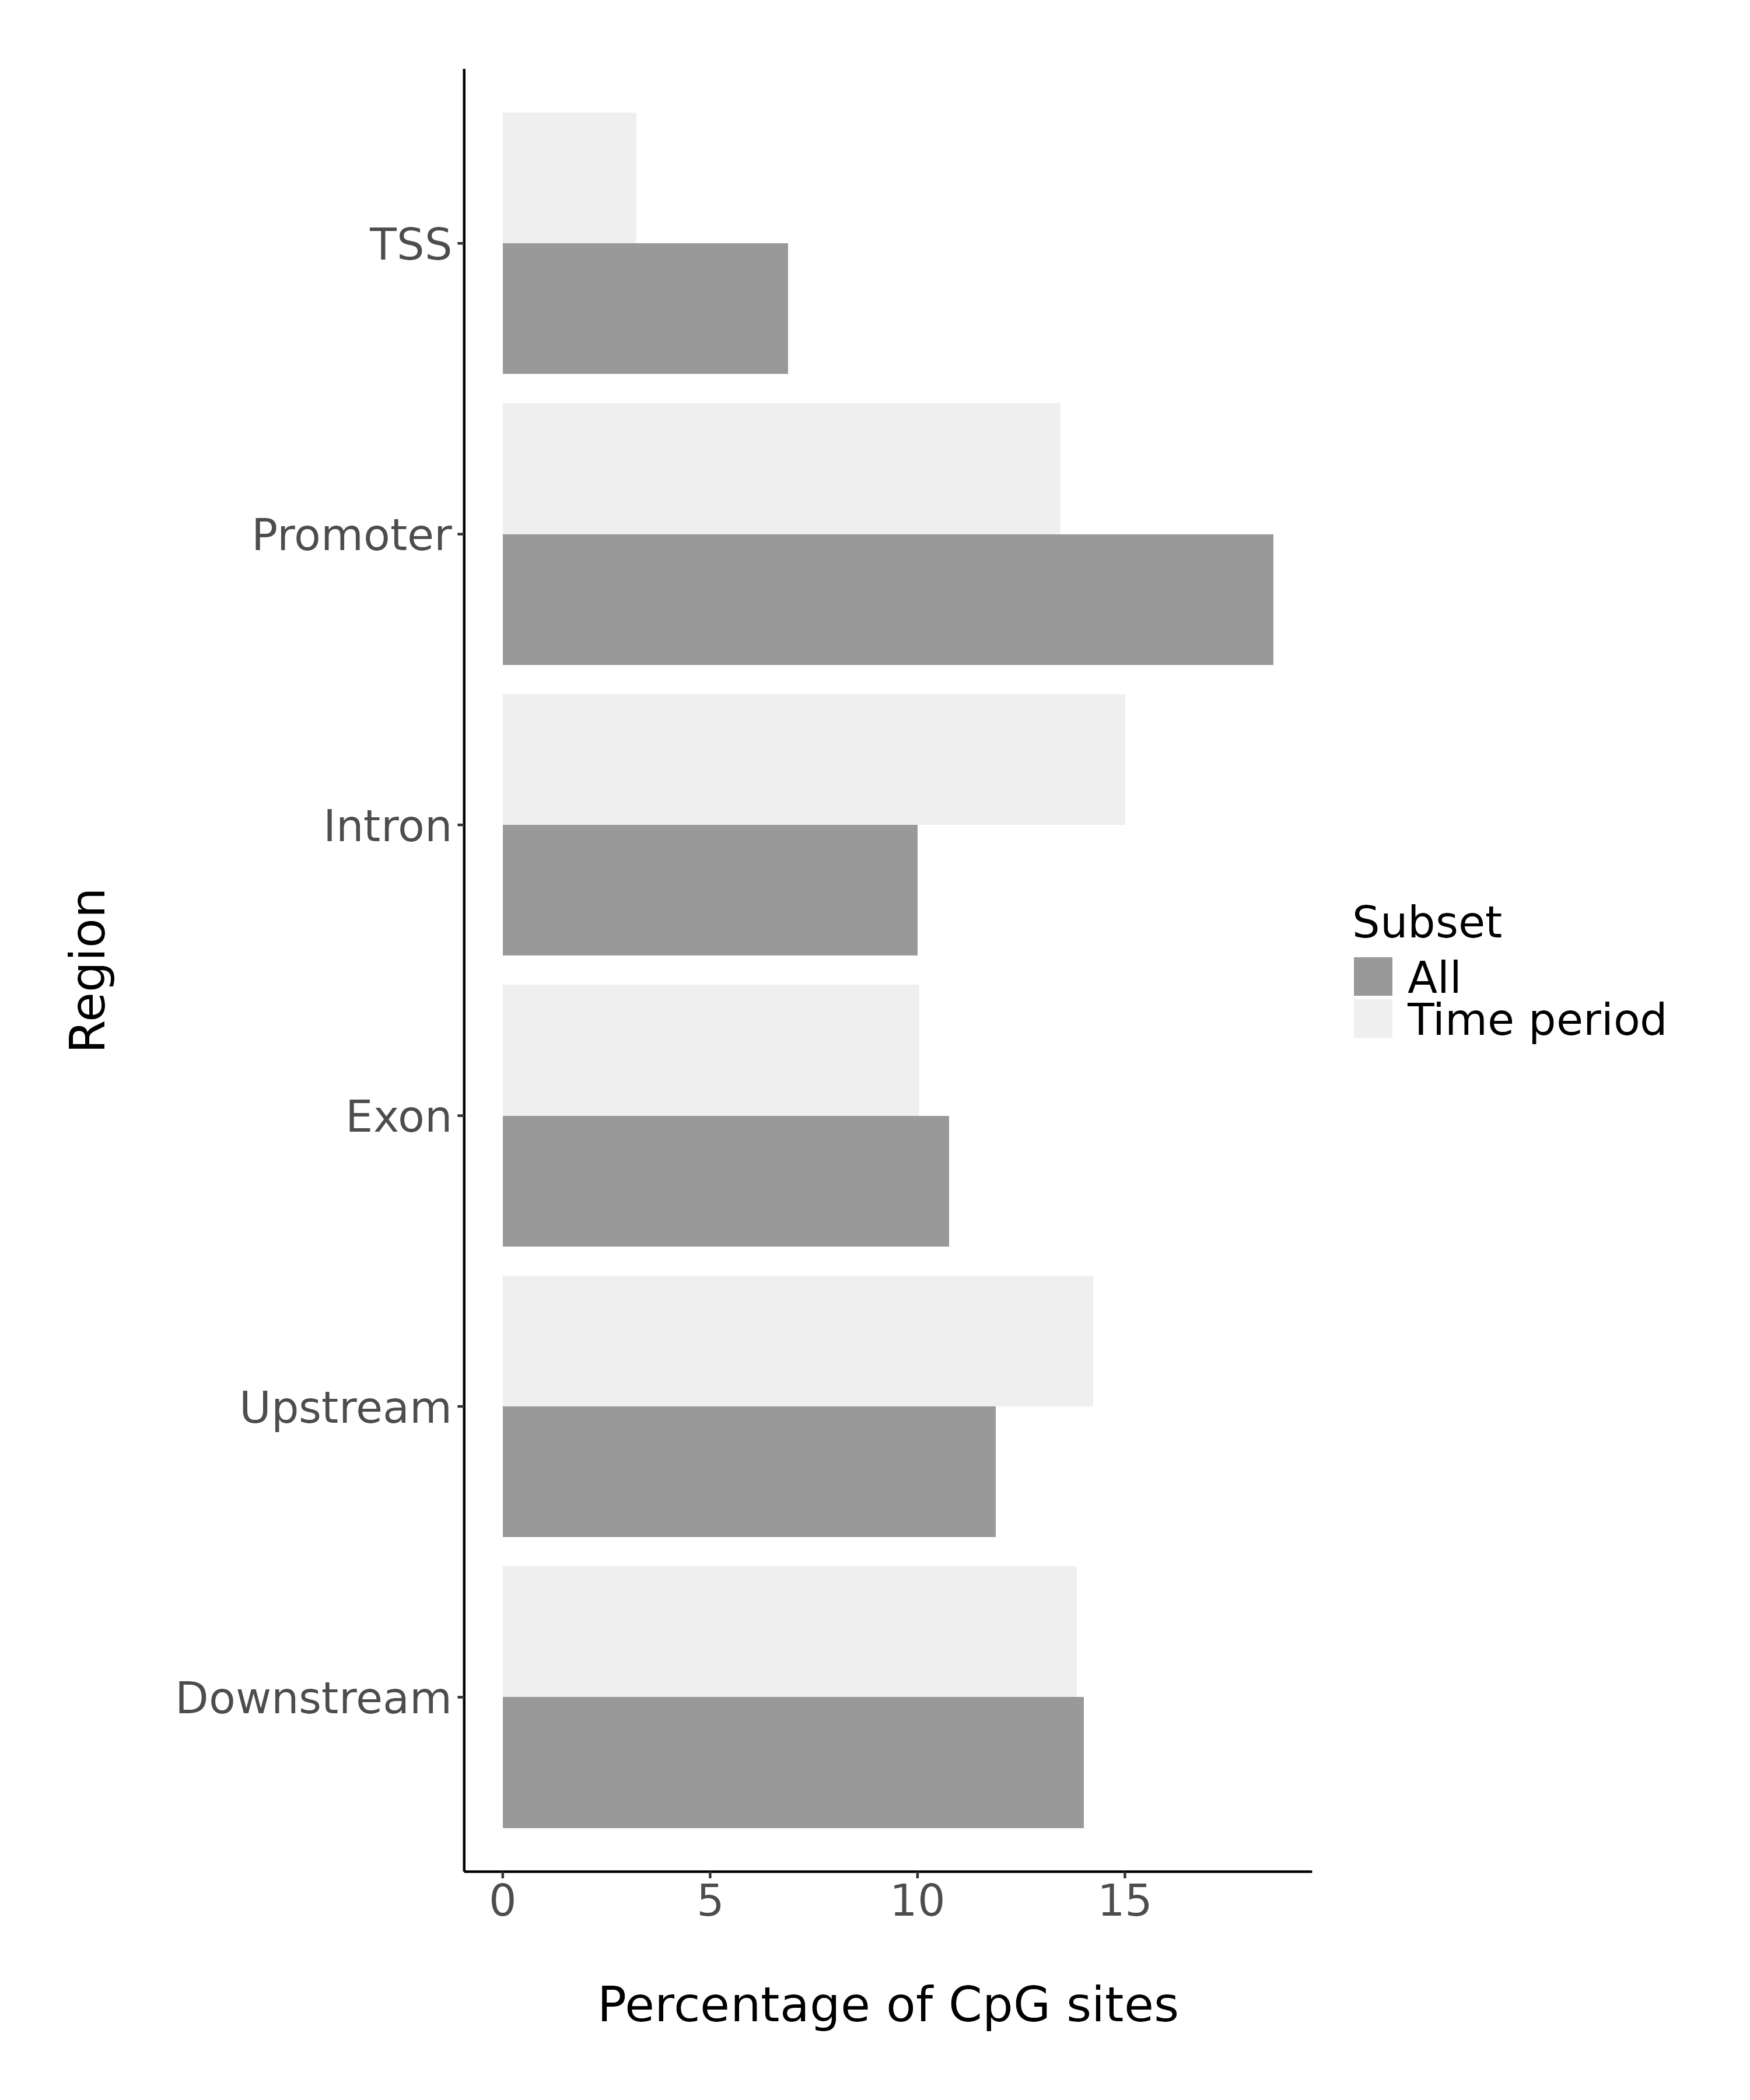 TSS
Promoter
Intron
Exon
Upstream
Downstream
Region
0 5 10 15
Percentage of CpG sites
Subset
All
Time period